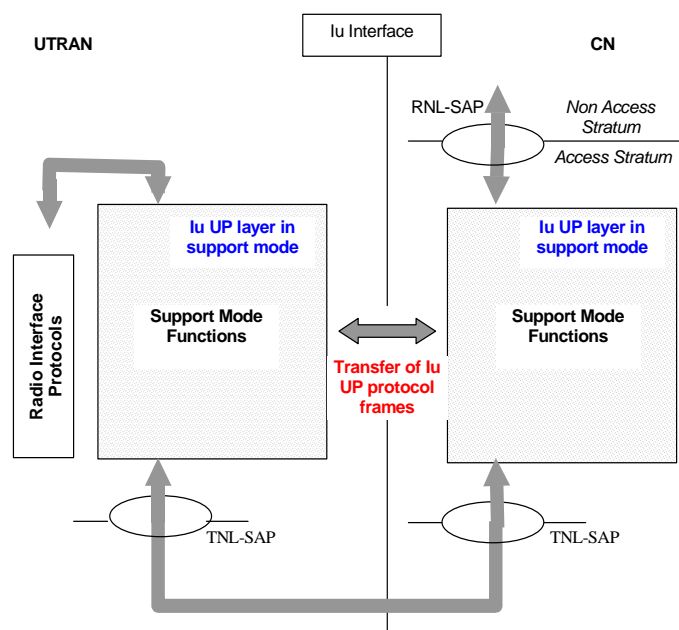 Iu Interface
UTRAN
CN
RNL-SAP
Non Access
Stratum
Access Stratum
Iu UP layer in
support mode
Support Mode
Functions
Radio Interface
Protocols
Transfer of Iu
UP protocol
frames
Iu UP layer in
support mode
Support Mode
Functions
TNL-SAP
TNL-SAP